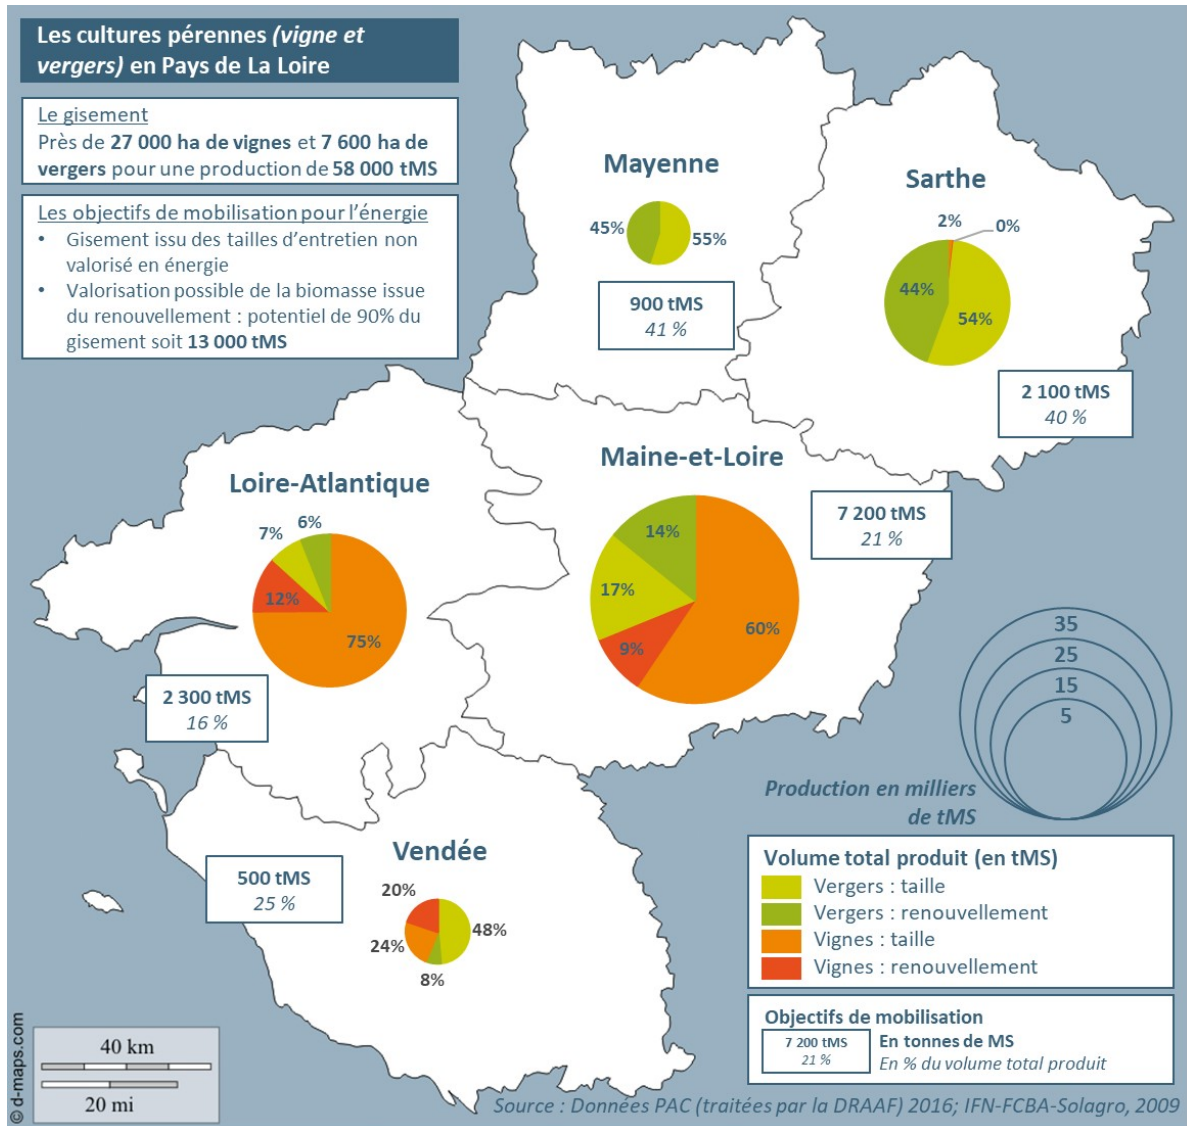 Les cultures pérennes (vigne et
vergers) en Pays de La Loire
Le gisement
Près de 27 000 ha de vignes et 7 600 ha de
vergers pour une production de 58 000 tMS
Les objectifs de mobilisation pour l'énergie
• Gisement issu des tailles d'entretien non
valorisé en énergie
• Valorisation possible de la biomasse issue
du renouvellement : potentiel de 90% du
gisement soit 13 000 tMS
Mayenne
45%
55%
900 tMS
41 %
Sarthe
2%
0%
44%
54%
2 100 tMS
40 %
Loire-Atlantique
7%
6%
12%
75%
2 300 tMS
16 %
Maine-et-Loire
14%
17%
60%
9%
7 200 tMS
21 %
Vendée
20%
48%
24%
8%
500 tMS
25 %
35
25
15
5
Production en milliers
de tMS
Volume total produit (en tMS)
Vergers : taille
Vergers : renouvellement
Vignes : taille
Vignes : renouvellement
Objectifs de mobilisation
7 200 tMS
21 %
En tonnes de MS
En % du volume total produit
© d-maps.com
40 km
20 mi
Source : Données PAC (traitées par la DRAAF) 2016; IFN-FCBA-Solagro, 2009